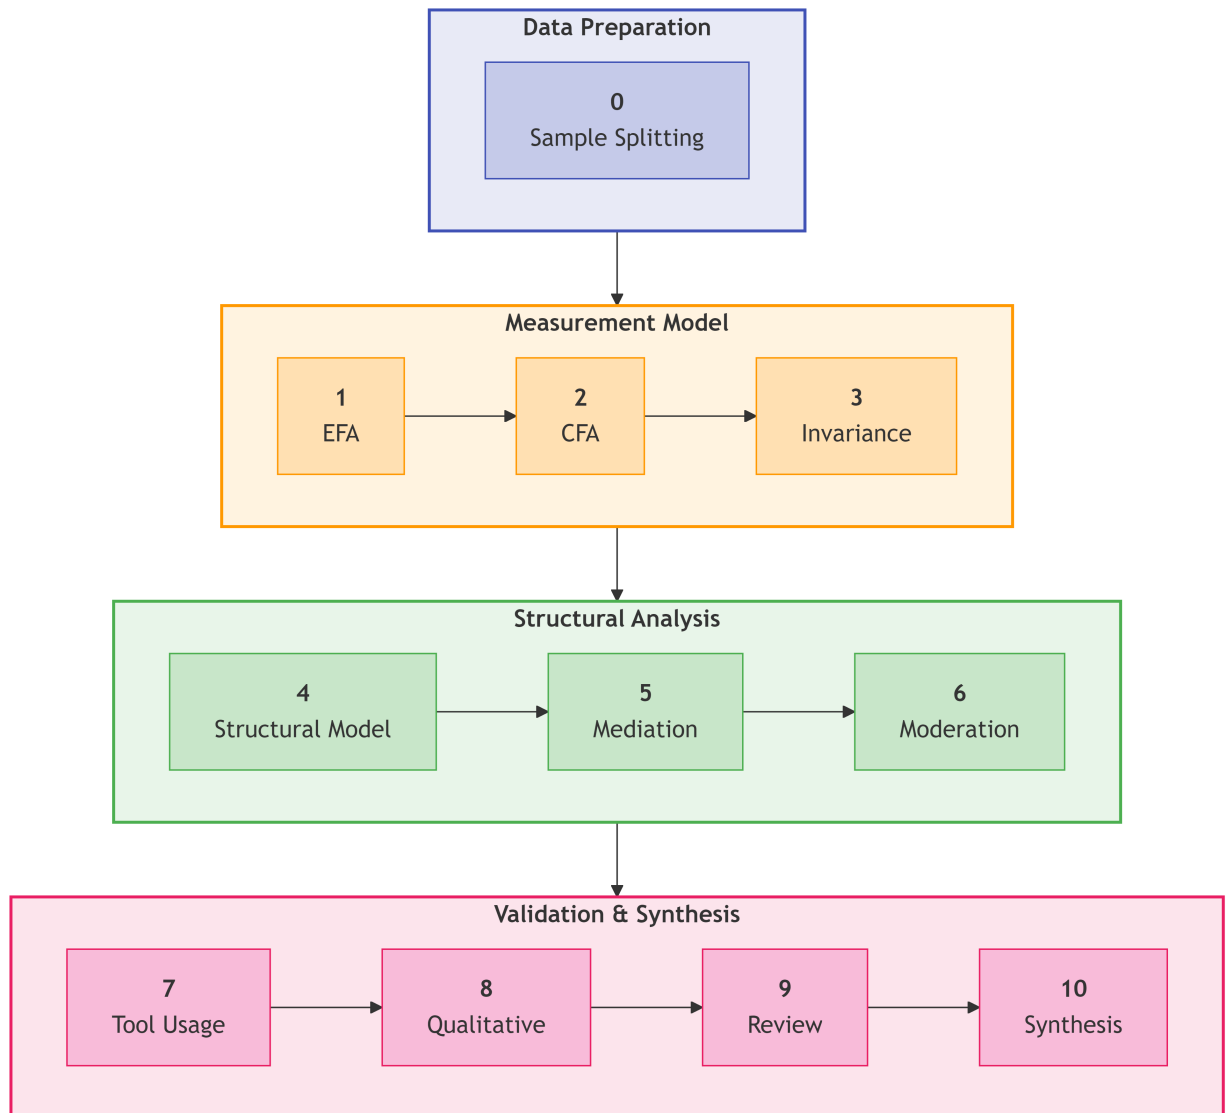 Data Preparation
0
Sample Splitting
Measurement Model
1
EFA
2
CFA
3
Invariance
Structural Analysis
4
Structural Model
5
Mediation
6
Moderation
Validation & Synthesis
7
Tool Usage
8
Qualitative
9
Review
10
Synthesis